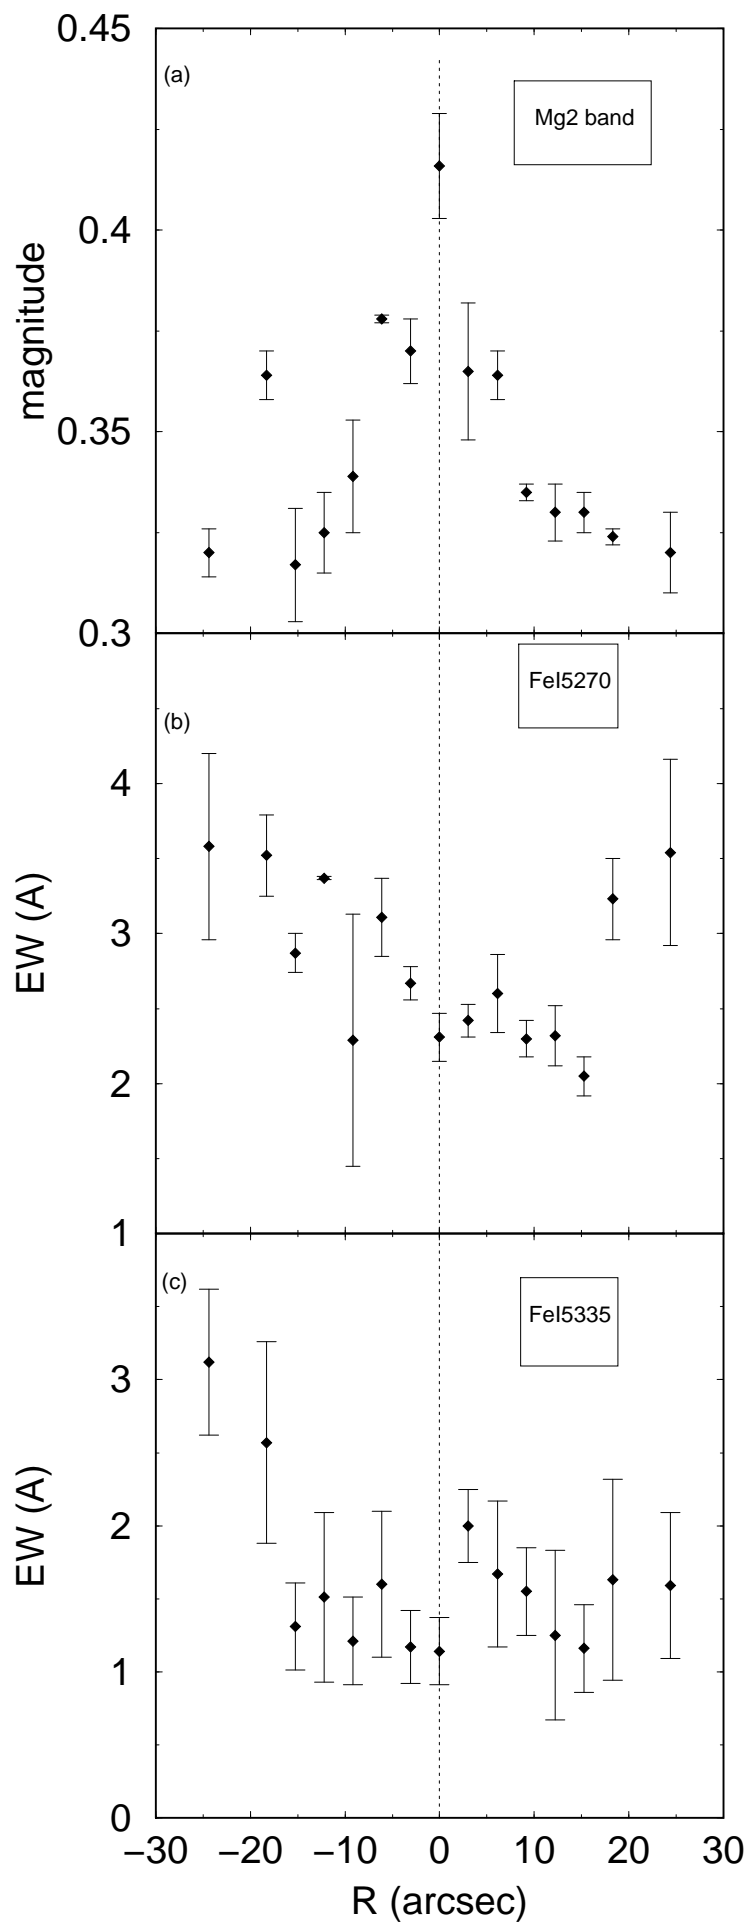 0.45
(a)
Mg2 band
0.4
magnitude
0.35
0.3
FeI5270
(b)
4
EW (A)
3
2
1
(c)
FeI5335
3
EW (A)
2
1
0
−30 −20 −10 0 10 20 30
R (arcsec)